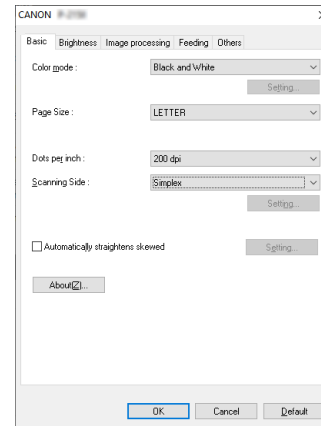 CANON
Basic Brightness Image processing Feeding Others
Color mode : Black and White
Setting...
Page Size : LETTER
Dots per inch : 200 dpi
Scanning Side : Simplex
Setting...
Automatically straightens skewed Setting...
About(Z)...
OK Cancel Default